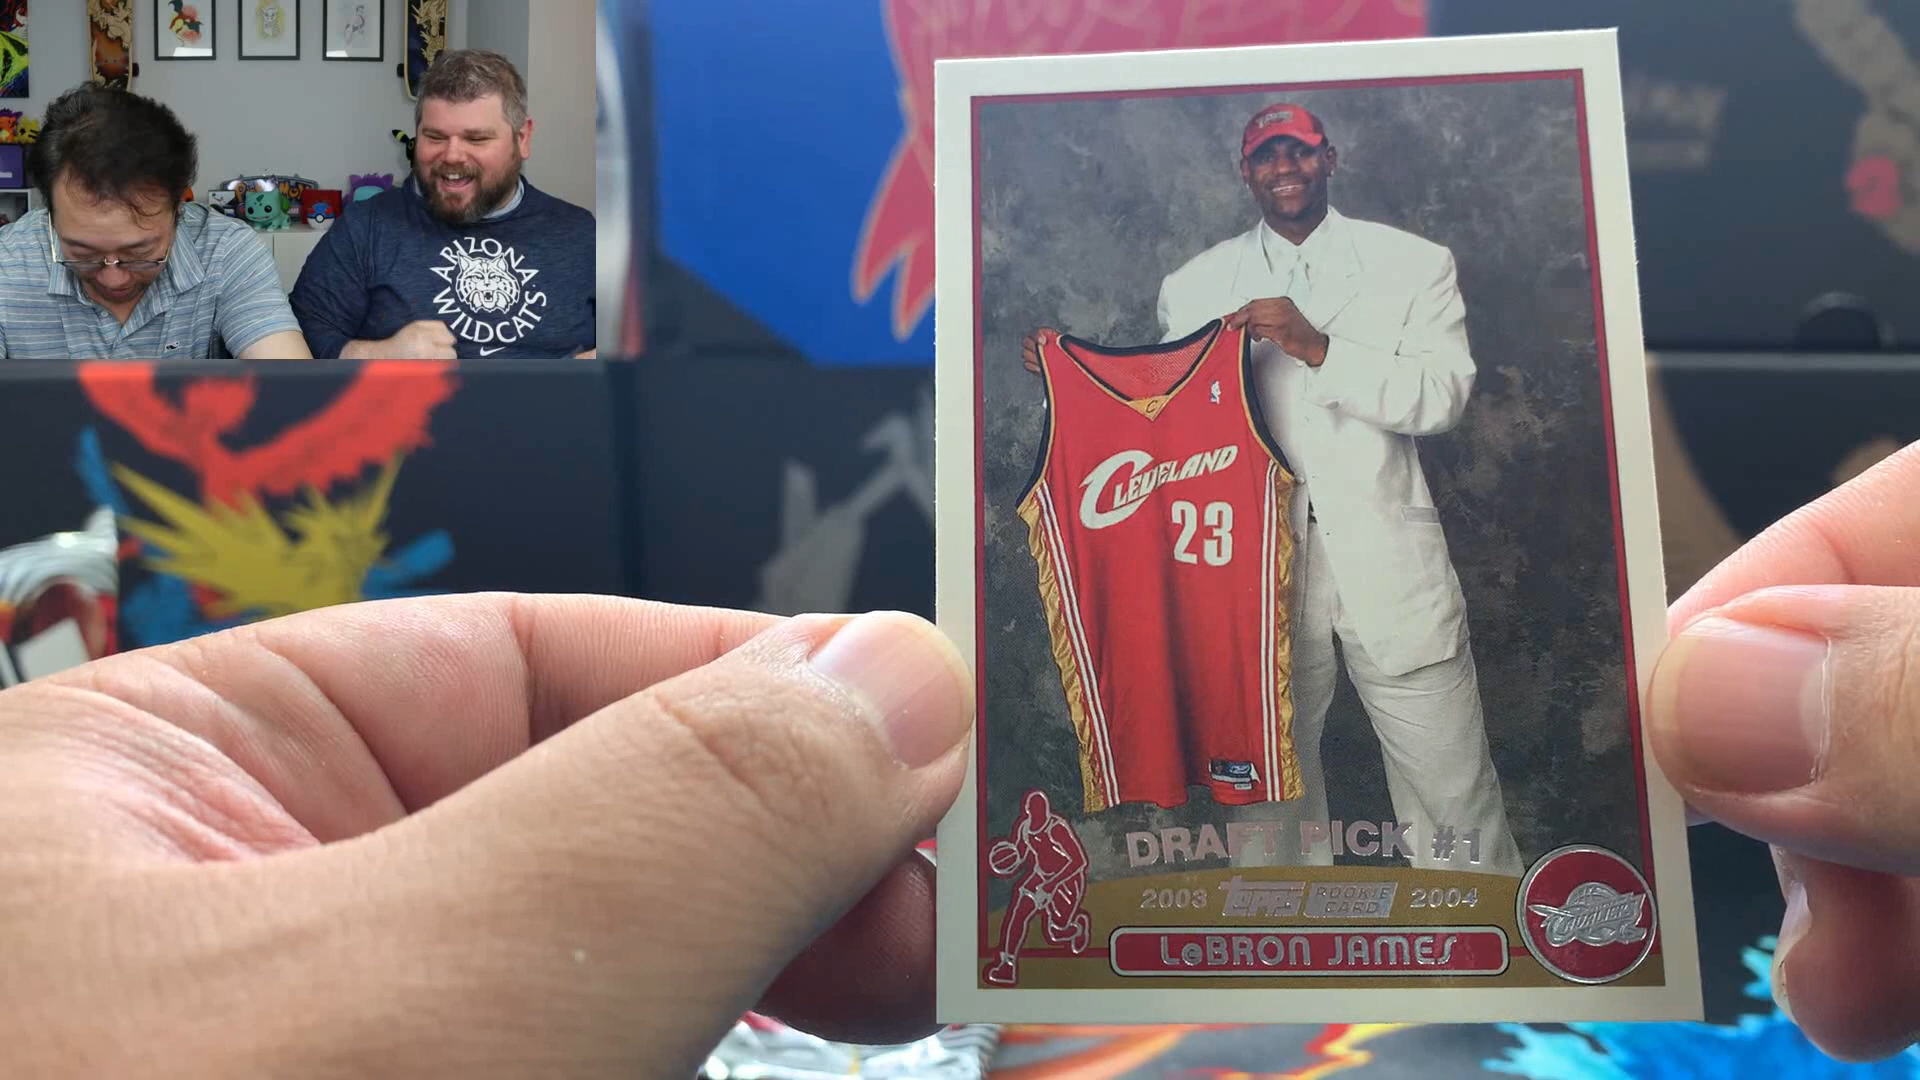 ARIZONA
WILDCATS
C
CLEVELAND
23
DRAFT PICK #1
2003 topps ROOKIE CARD 2004
LeBRON JAMES
CAVALIERS